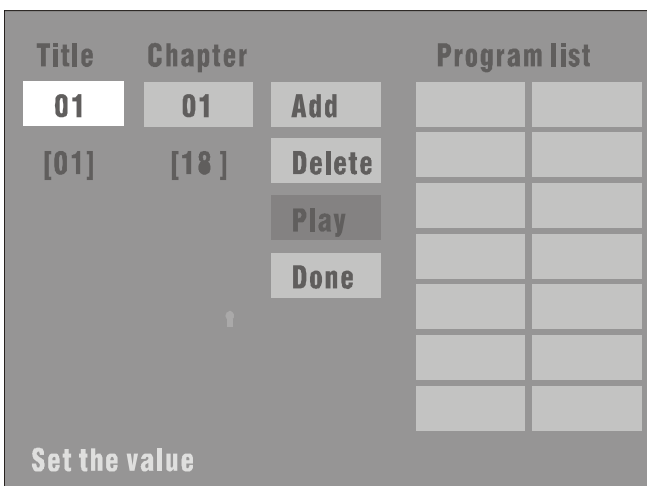 Title Chapter Program list
01 01 Add
[01] [18 ] Delete
Play
Done
Set the value